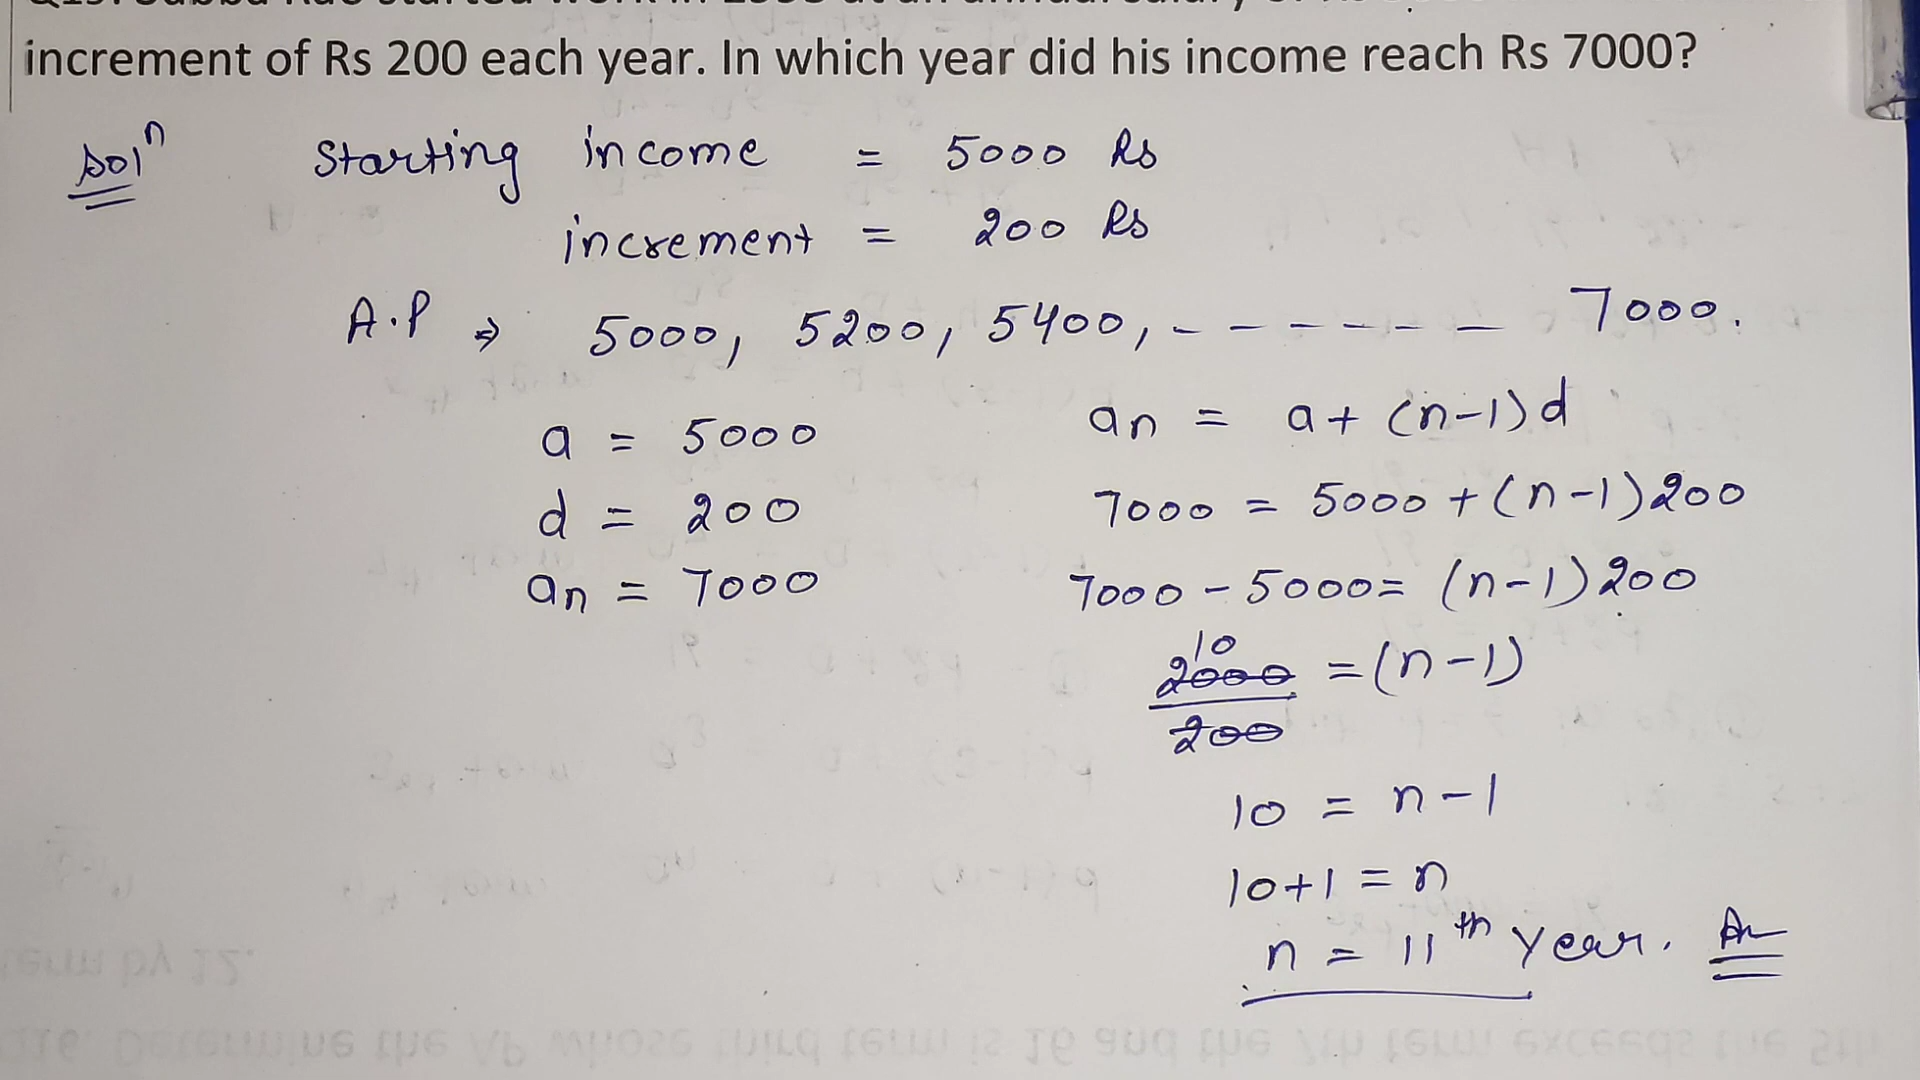 increment of Rs 200 each year. In which year did his income reach Rs 7000?
Solⁿ Starting income = 5000 Rs
increment = 200 Rs
A.P ⇒ 5000, 5200, 5400, - - - - - - 7000.
a = 5000
d = 200
an = 7000
an = a + (n-1)d
7000 = 5000 + (n-1)200
7000 - 5000 = (n-1)200
10
2000 = (n-1)
200
10 = n-1
10+1 = n
n = 11th year. An